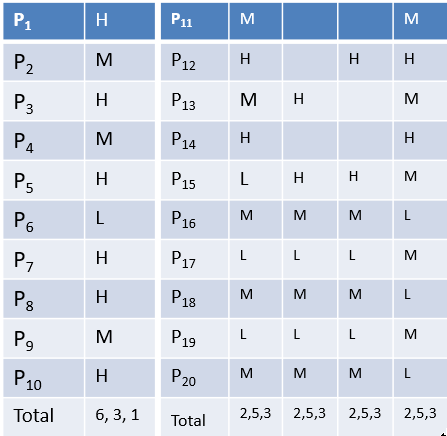 P1 H P11 M M
P2 M P12 H H H
P3 H P13 M H M
P4 M P14 H H
P5 H P15 L H H M
P6 L P16 M M M L
P7 H P17 L L L M
P8 H P18 M M M L
P9 M P19 L L L M
P10 H P20 M M M L
Total 6, 3, 1 Total 2,5,3 2,5,3 2,5,3 2,5,3